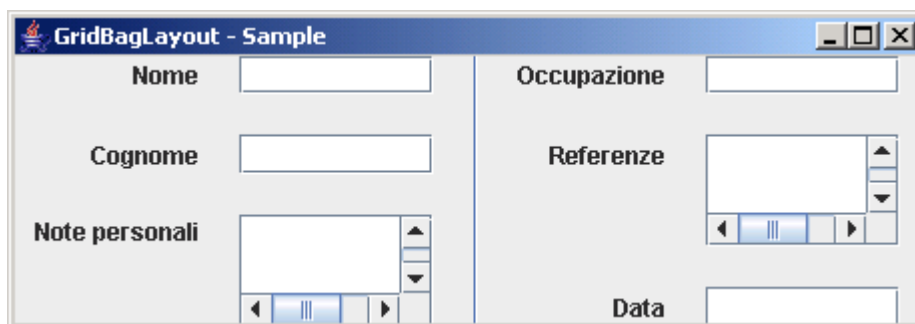 GridBagLayout - Sample
Nome
Cognome
Note personali
Occupazione
Referenze
Data